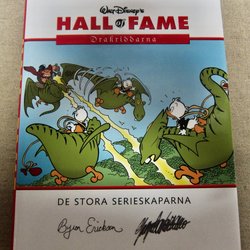 WALT DISNEY'S
HALL of FAME
Drakriddarna
DE STORA SERIESKAPARNA
Byron Erickson